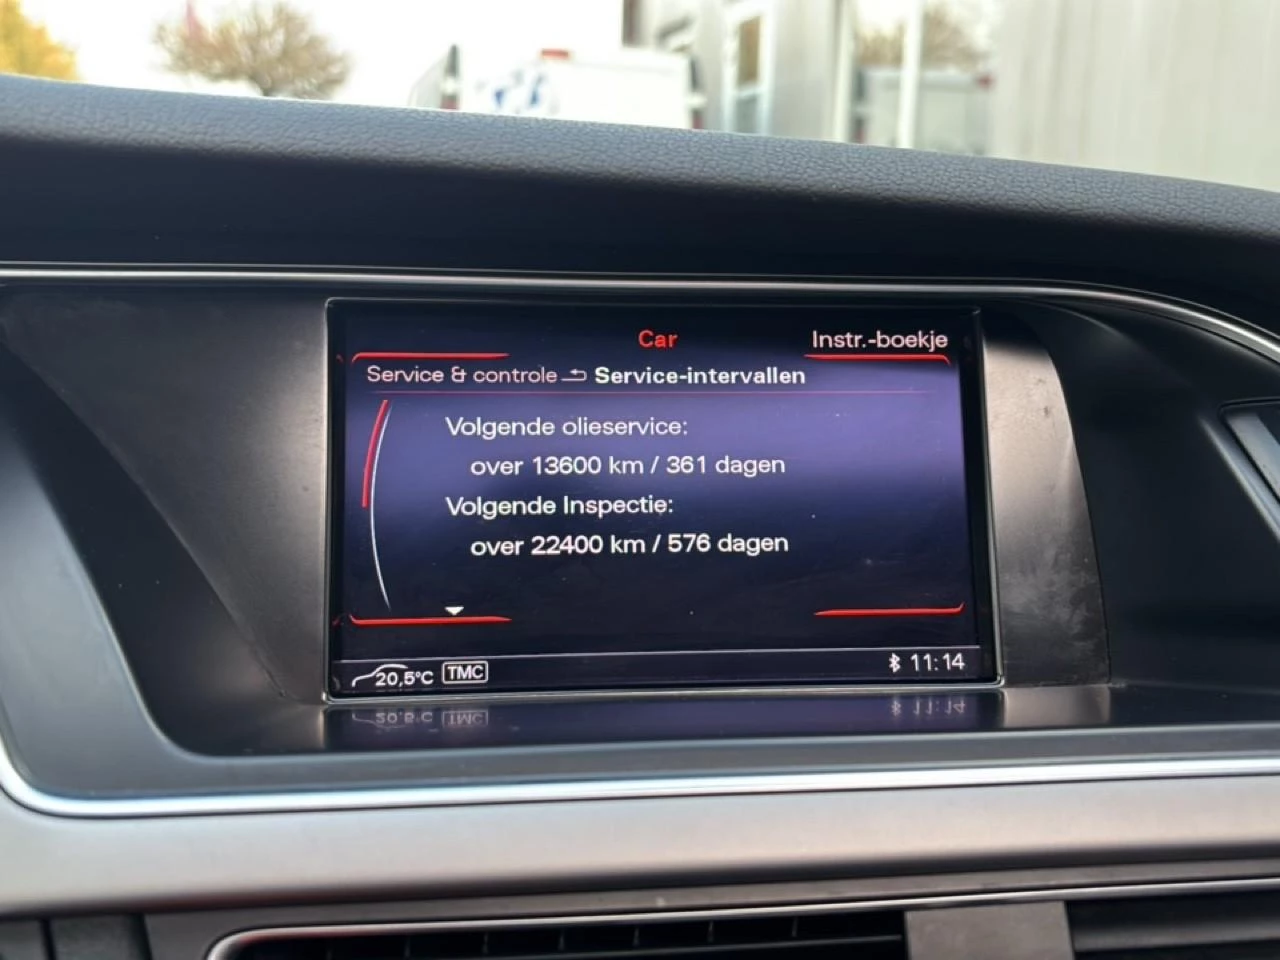 Car
Instr.-boekje
Service & controle Service-intervallen
Volgende olieservice:
over 13600 km / 361 dagen
Volgende Inspectie:
over 22400 km / 576 dagen
20,5°C TMC 11:14